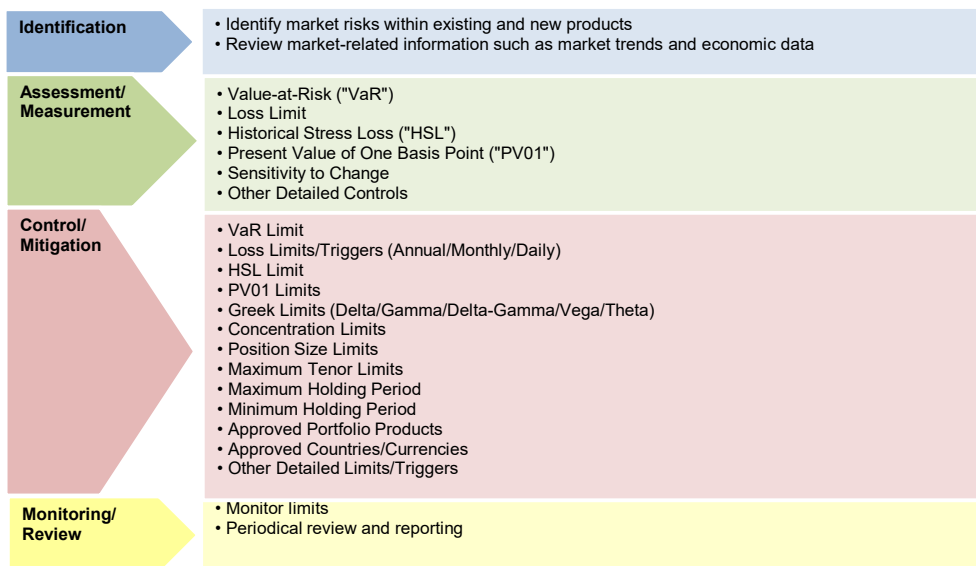 Identification
• Identify market risks within existing and new products
• Review market-related information such as market trends and economic data
Assessment/
Measurement
• Value-at-Risk ("VaR")
• Loss Limit
• Historical Stress Loss ("HSL")
• Present Value of One Basis Point ("PV01")
• Sensitivity to Change
• Other Detailed Controls
Control/
Mitigation
• VaR Limit
• Loss Limits/Triggers (Annual/Monthly/Daily)
• HSL Limit
• PV01 Limits
• Greek Limits (Delta/Gamma/Delta-Gamma/Vega/Theta)
• Concentration Limits
• Position Size Limits
• Maximum Tenor Limits
• Maximum Holding Period
• Minimum Holding Period
• Approved Portfolio Products
• Approved Countries/Currencies
• Other Detailed Limits/Triggers
Monitoring/
Review
• Monitor limits
• Periodical review and reporting